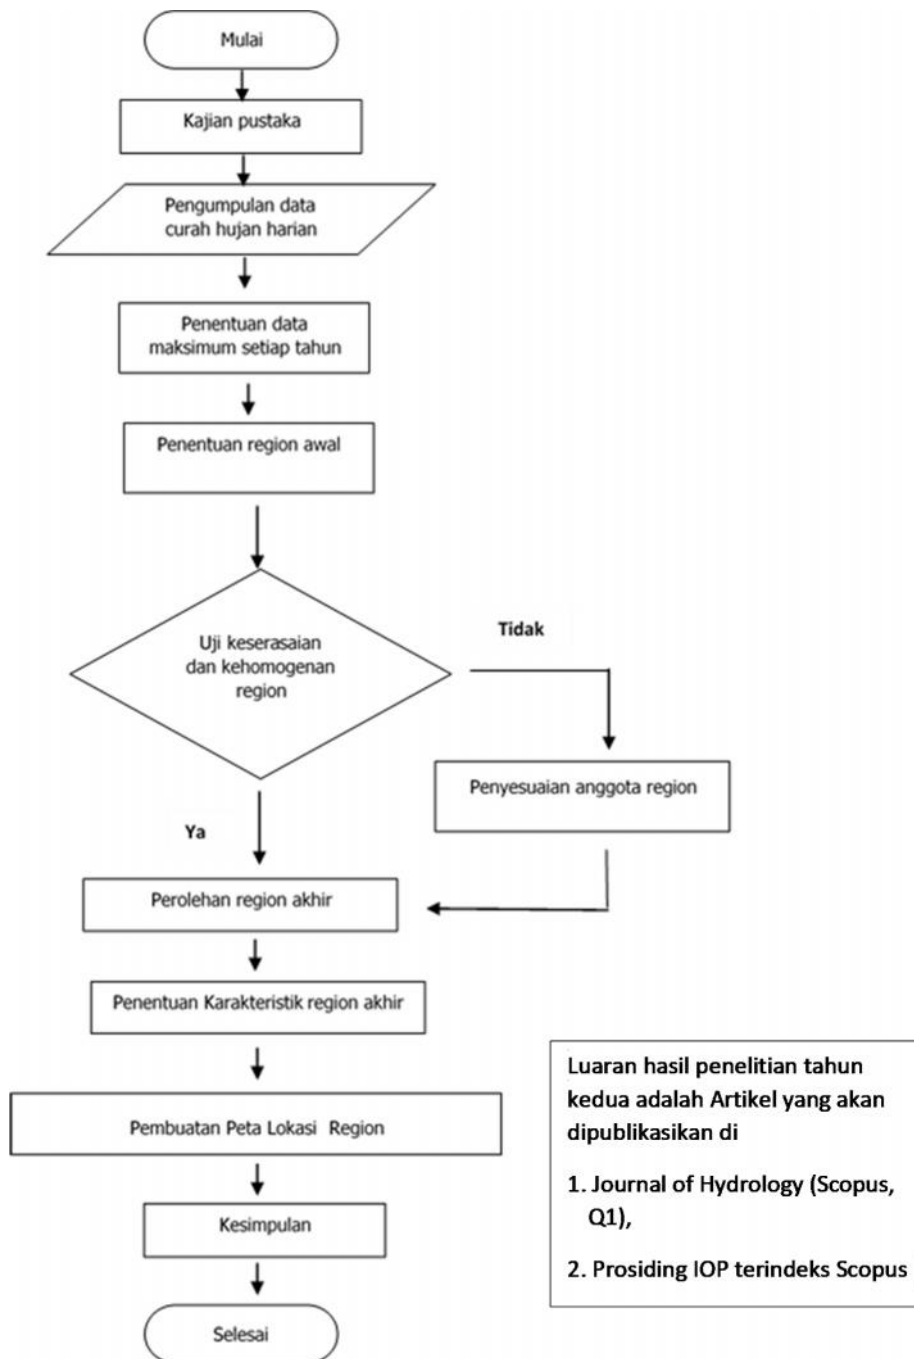 Mulai
Kajian pustaka
Pengumpulan data
curah hujan harian
Penentuan data
maksimum setiap tahun
Penentuan region awal
Uji keserasaian
dan kehomogenan
region
Tidak
Penyesuaian anggota region
Ya
Perolehan region akhir
Penentuan Karakteristik region akhir
Pembuatan Peta Lokasi Region
Kesimpulan
Selesai
Luaran hasil penelitian tahun
kedua adalah Artikel yang akan
dipublikasikan di
1. Journal of Hydrology (Scopus,
Q1),
2. Prosiding IOP terindeks Scopus